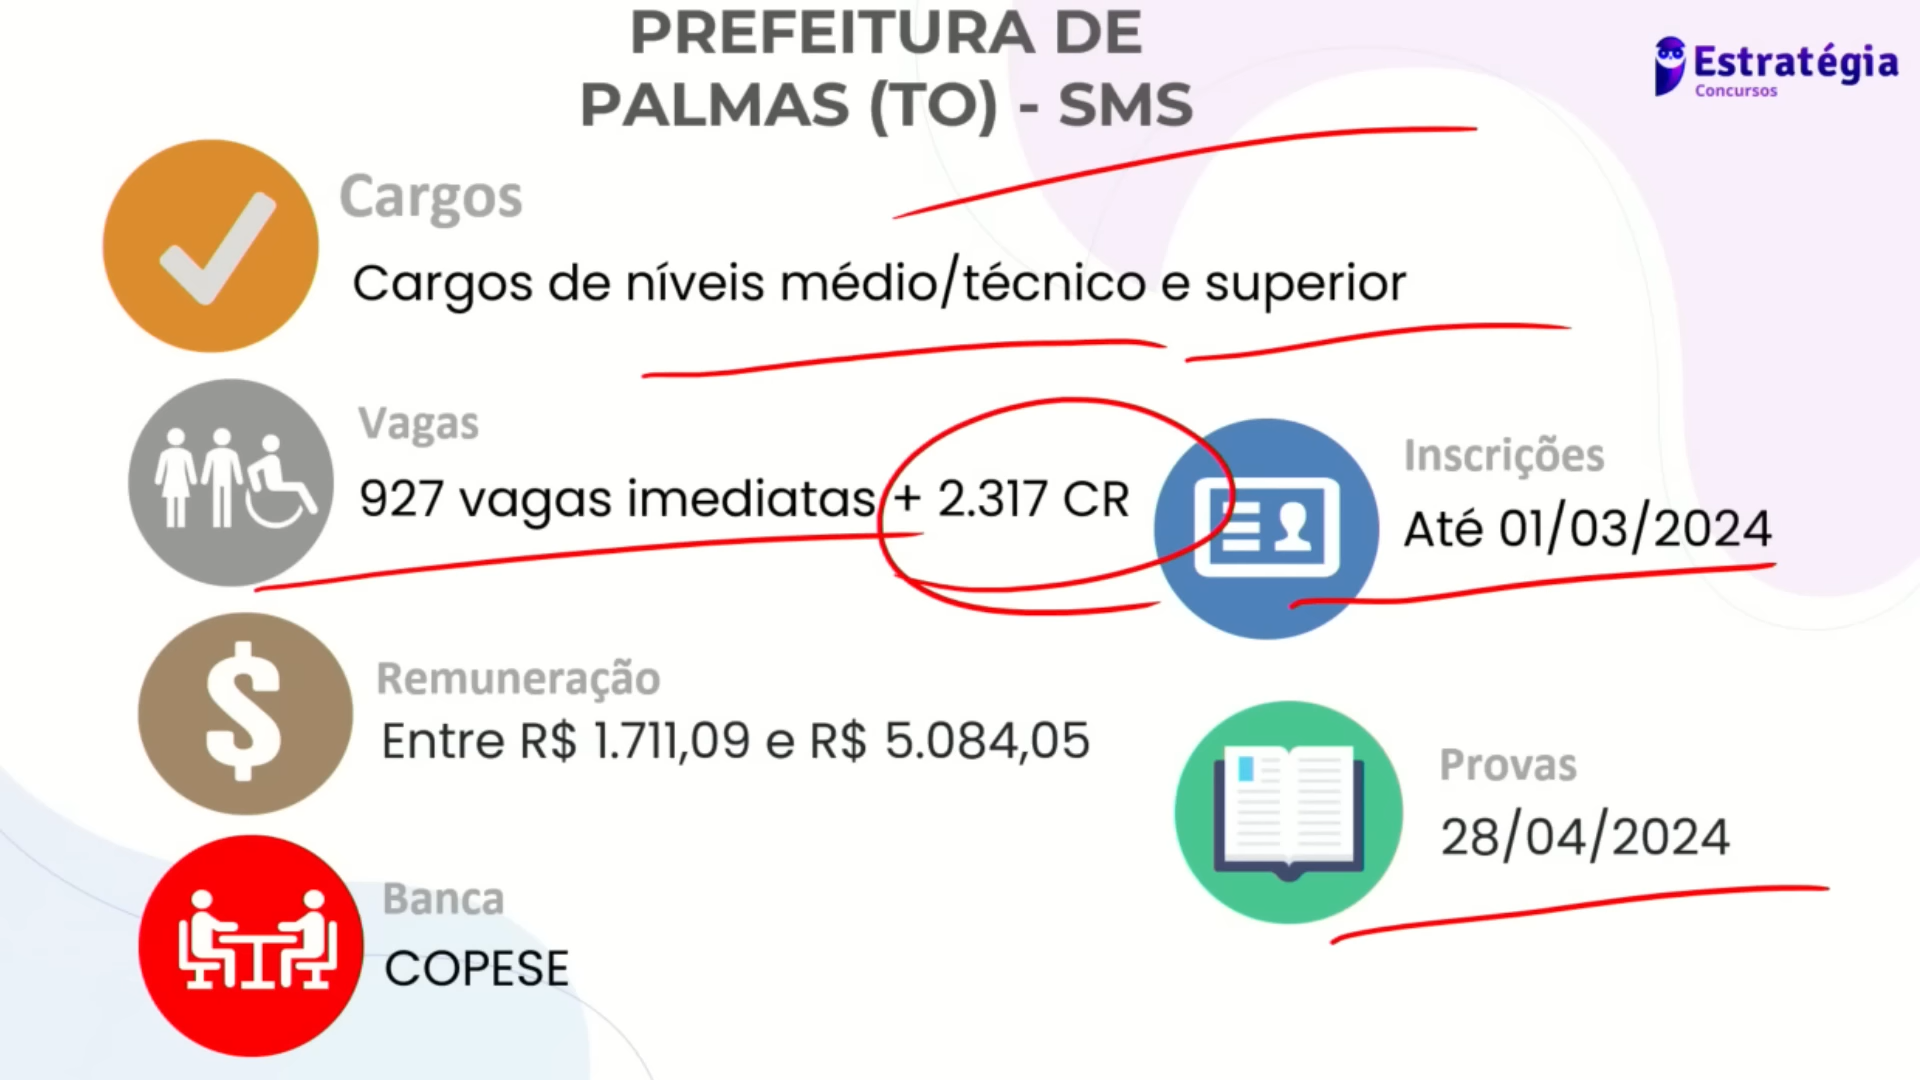 PREFEITURA DE
PALMAS (TO) - SMS
Estratégia
Concursos
Cargos
Cargos de níveis médio/técnico e superior
Vagas
927 vagas imediatas + 2.317 CR
Inscrições
Até 01/03/2024
Remuneração
Entre R$ 1.711,09 e R$ 5.084,05
Provas
28/04/2024
Banca
COPESE